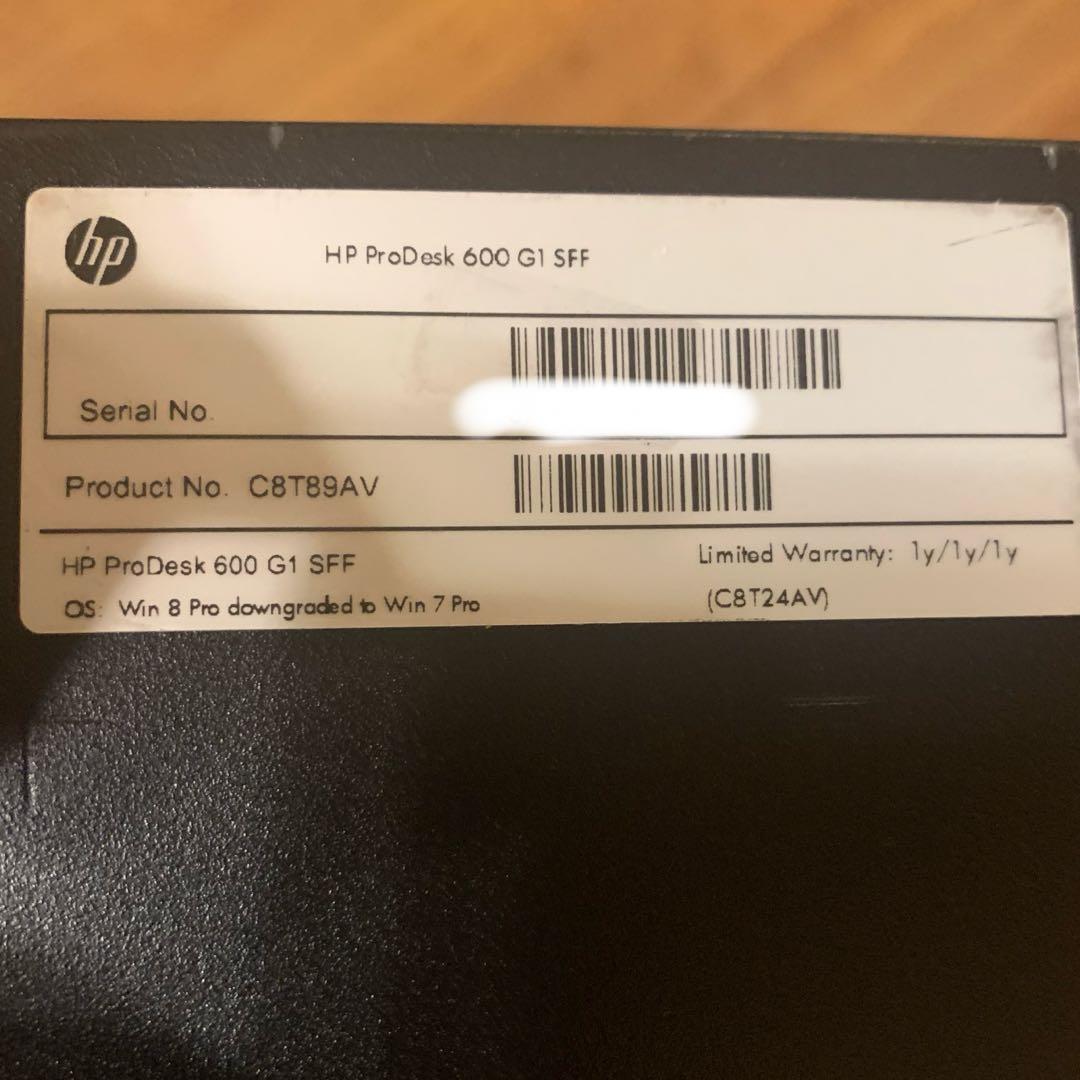 hp
HP ProDesk 600 G1 SFF
Serial No.
Product No. C8T89AV
HP ProDesk 600 G1 SFF
Limited Warranty: 1y/1y/1y
OS: Win 8 Pro downgraded to Win 7 Pro
(C8T24AV)